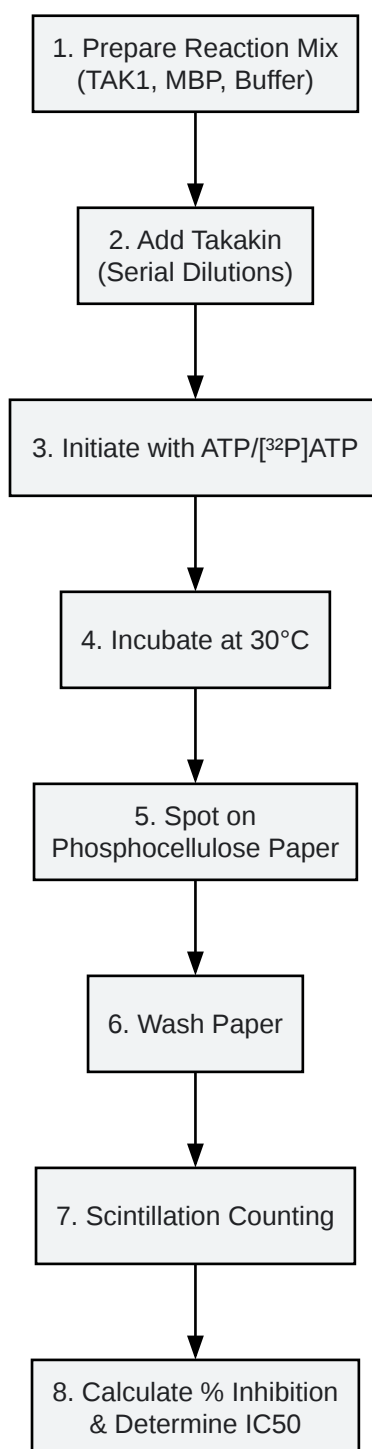 1. Prepare Reaction Mix
(TAK1, MBP, Buffer)
2. Add Takakin
(Serial Dilutions)
3. Initiate with ATP/[³²P]ATP
4. Incubate at 30°C
5. Spot on
Phosphocellulose Paper
6. Wash Paper
7. Scintillation Counting
8. Calculate % Inhibition
& Determine IC50